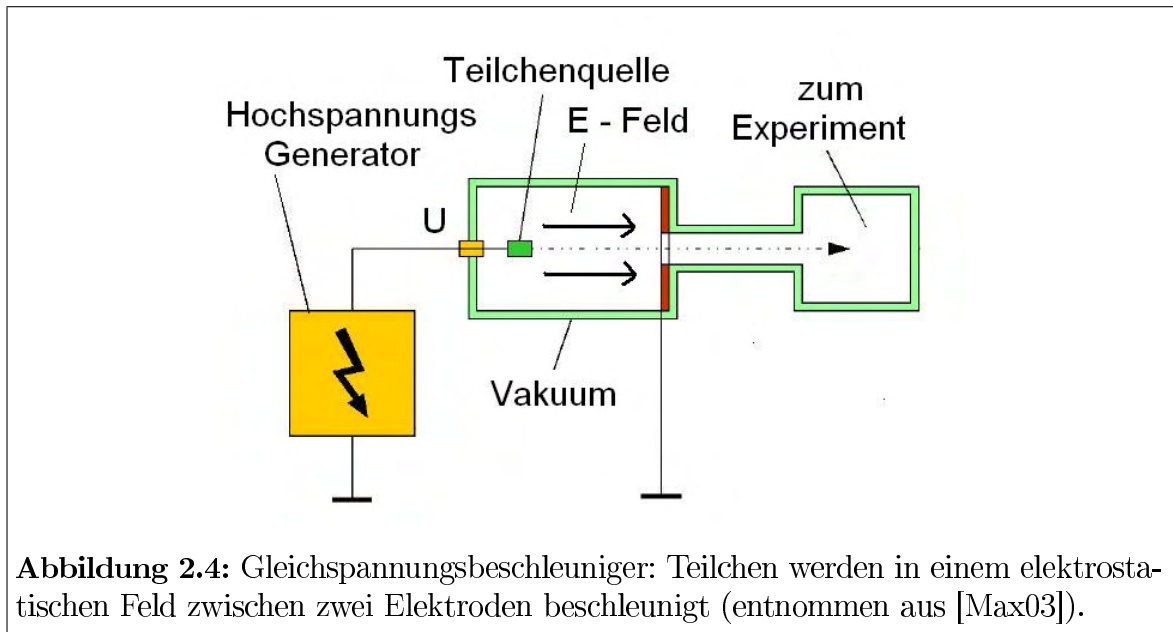 Teilchenquelle
Hochspannungs
Generator
E - Feld
zum
Experiment
U
Vakuum
Abbildung 2.4: Gleichspannungsbeschleuniger: Teilchen werden in einem elektrosta-
tischen Feld zwischen zwei Elektroden beschleunigt (entnommen aus [Max03]).